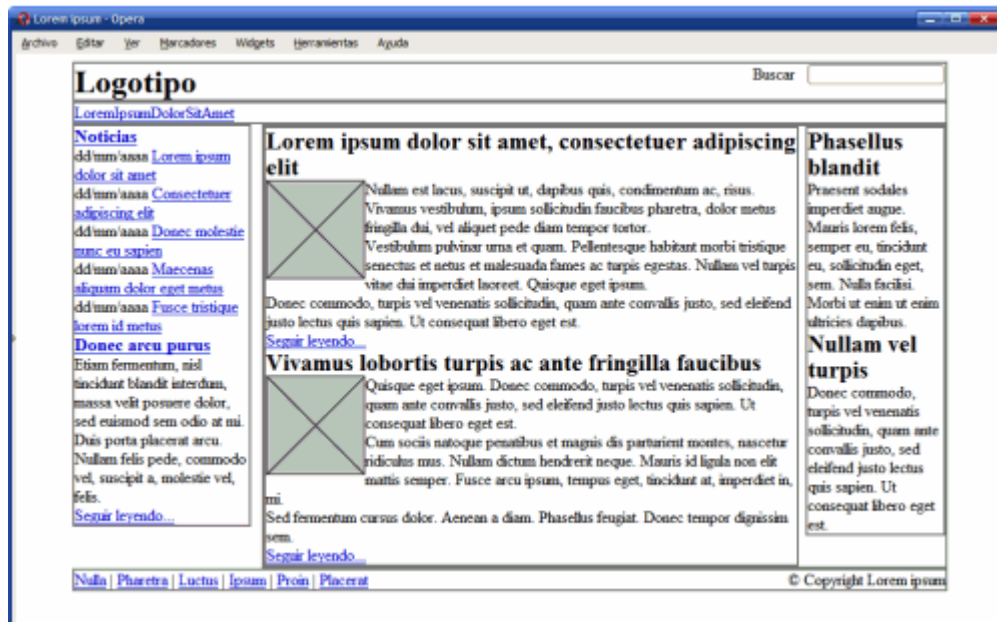 Lorem ipsum - Opera
Archivo Editar Ver Marcadores Widgets Herramientas Ayuda
Logotipo
Buscar
LoremIpsumDolorSitAmet
Noticias
dd/mm/aaaa Lorem ipsum
dolor sit amet
dd/mm/aaaa Consectetuer
adipiscing elit
dd/mm/aaaa Donec molestie
nunc eu sapien
dd/mm/aaaa Maecenas
aliquam dolor eget metus
dd/mm/aaaa Fusce tristique
lorem id metus
Donec arcu purus
Etiam fermentum, nisl
tincidunt blandit interdum,
massa velit posuere dolor,
sed euismod sem odio at mi.
Duis porta placerat arcu.
Nullam felis pede, commodo
vel, suscipit a, molestie vel,
felis.
Seguir leyendo...
Lorem ipsum dolor sit amet, consectetuer adipiscing
elit
Nullam est lacus, suscipit ut, dapibus quis, condimentum ac, risus.
Vivamus vestibulum, ipsum sollicitudin faucibus pharetra, dolor metus
fringilla dui, vel aliquet pede diam tempor tortor.
Vestibulum pulvinar urna et quam. Pellentesque habitant morbi tristique
senectus et netus et malesuada fames ac turpis egestas. Nullam vel turpis
vitae dui imperdiet laoreet. Quisque eget ipsum.
Donec commodo, turpis vel venenatis sollicitudin, quam ante convallis justo, sed eleifend
justo lectus quis sapien. Ut consequat libero eget est.
Seguir leyendo...
Vivamus lobortis turpis ac ante fringilla faucibus
Quisque eget ipsum. Donec commodo, turpis vel venenatis sollicitudin,
quam ante convallis justo, sed eleifend justo lectus quis sapien. Ut
consequat libero eget est.
Cum sociis natoque penatibus et magnis dis parturient montes, nascetur
ridiculus mus. Nullam dictum hendrerit neque. Mauris id ligula non elit
mattis semper. Fusce arcu ipsum, tempus eget, tincidunt at, imperdiet in,
mi.
Sed fermentum cursus dolor. Aenean a diam. Phasellus feugiat. Donec tempor dignissim
sem.
Seguir leyendo...
Phasellus
blandit
Praesent sodales
imperdiet augue.
Mauris lorem felis,
semper eu, tincidunt
eu, sollicitudin eget,
sem. Nulla facilisi.
Morbi ut enim ut enim
ultricies dapibus.
Nullam vel
turpis
Donec commodo,
turpis vel venenatis
sollicitudin, quam ante
convallis justo, sed
eleifend justo lectus
quis sapien. Ut
consequat libero eget
est.
Nulla | Pharetra | Luctus | Ipsum | Proin | Placerat
© Copyright Lorem ipsum